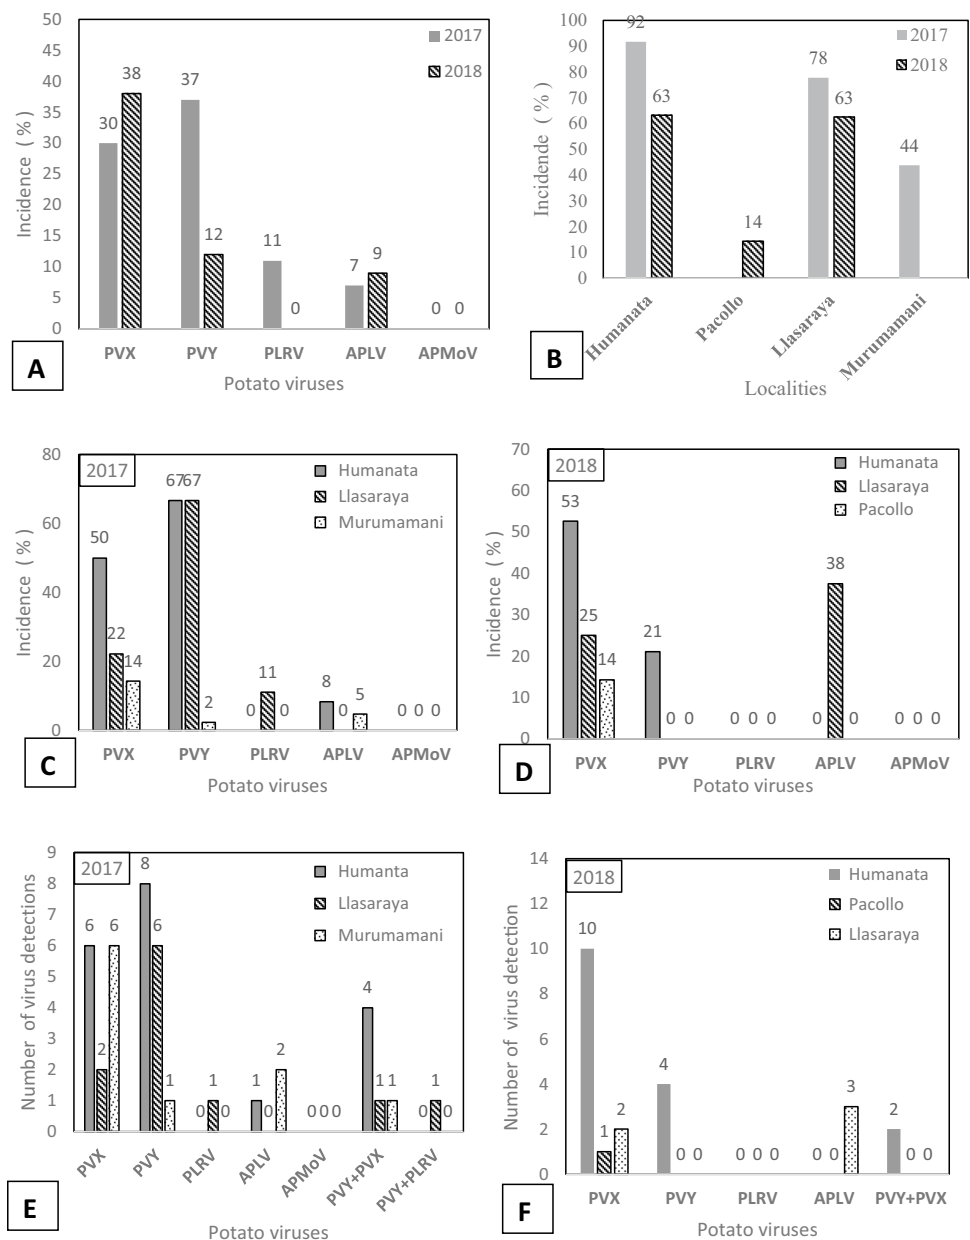 50
45
40
35
30
25
20
15
10
5
0
Incidence (%)
2017
2018
30
38
37
12
11
0
7
9
0 0
PVX PVY PLRV APLV APMoV
Potato viruses
A
100
90
80
70
60
50
40
30
20
10
0
Incidende (%)
2017
2018
92
63
14
78
63
44
Humanata
Pacollo
Llasaraya
Murumamani
Localities
B
80
60
40
20
0
Incidence (%)
2017
Humanata
Llasaraya
Murumamani
50
22
14
6767
2
0
11
0
8
0
5
0 0 0
PVX PVY PLRV APLV APMoV
Potato viruses
C
70
60
50
40
30
20
10
0
Incidence (%)
2018
Humanata
Llasaraya
Pacollo
53
25
14
21
0 0
0 0 0
0
38
0
0 0 0
PVX PVY PLRV APLV APMoV
Potato viruses
D
9
8
7
6
5
4
3
2
1
0
Number of virus detections
2017
Humanta
Llasaraya
Murumamani
6
2
6
8
6
1
0
1
0
1
0
2
0 0 0
4
1 1
0
1
0
PVX
PVY
PLRV
APLV
APMoV
PVY+PVX
PVY+PLRV
Potato viruses
E
14
12
10
8
6
4
2
0
Number of virus detection
2018
Humanata
Pacollo
Llasaraya
10
1
2
4
0 0
0 0 0
0 0
3
2
0 0
PVX PVY PLRV APLV PVY+PVX
Potato viruses
F